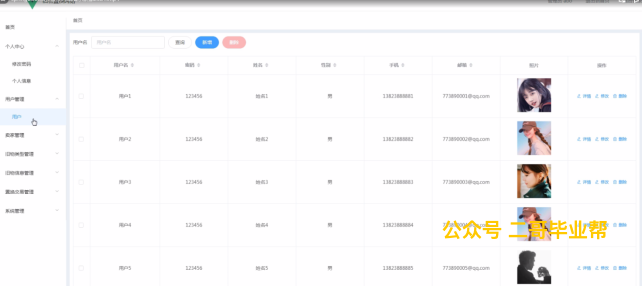 首页
首页
个人中心
修改密码
个人信息
用户管理
用户
卖家管理
旧物类型管理
旧物信息管理
系统管理
用户名 用户名 查询 新增 删除
用户名 密码 姓名 性别 手机 邮箱 照片 操作
用户1 123456 姓名1 男 13823888881 773890001@qq.com 详情 修改 删除
用户2 123456 姓名2 男 13823888882 773890002@qq.com 详情 修改 删除
用户3 123456 姓名3 男 13823888883 773890003@qq.com 详情 修改 删除
用户4 123456 姓名4 男 13823888884 773890004@qq.com 详情 修改 删除
公众号 二哥毕业帮
用户5 123456 姓名5 男 13823888885 773890005@qq.com 详情 修改 删除